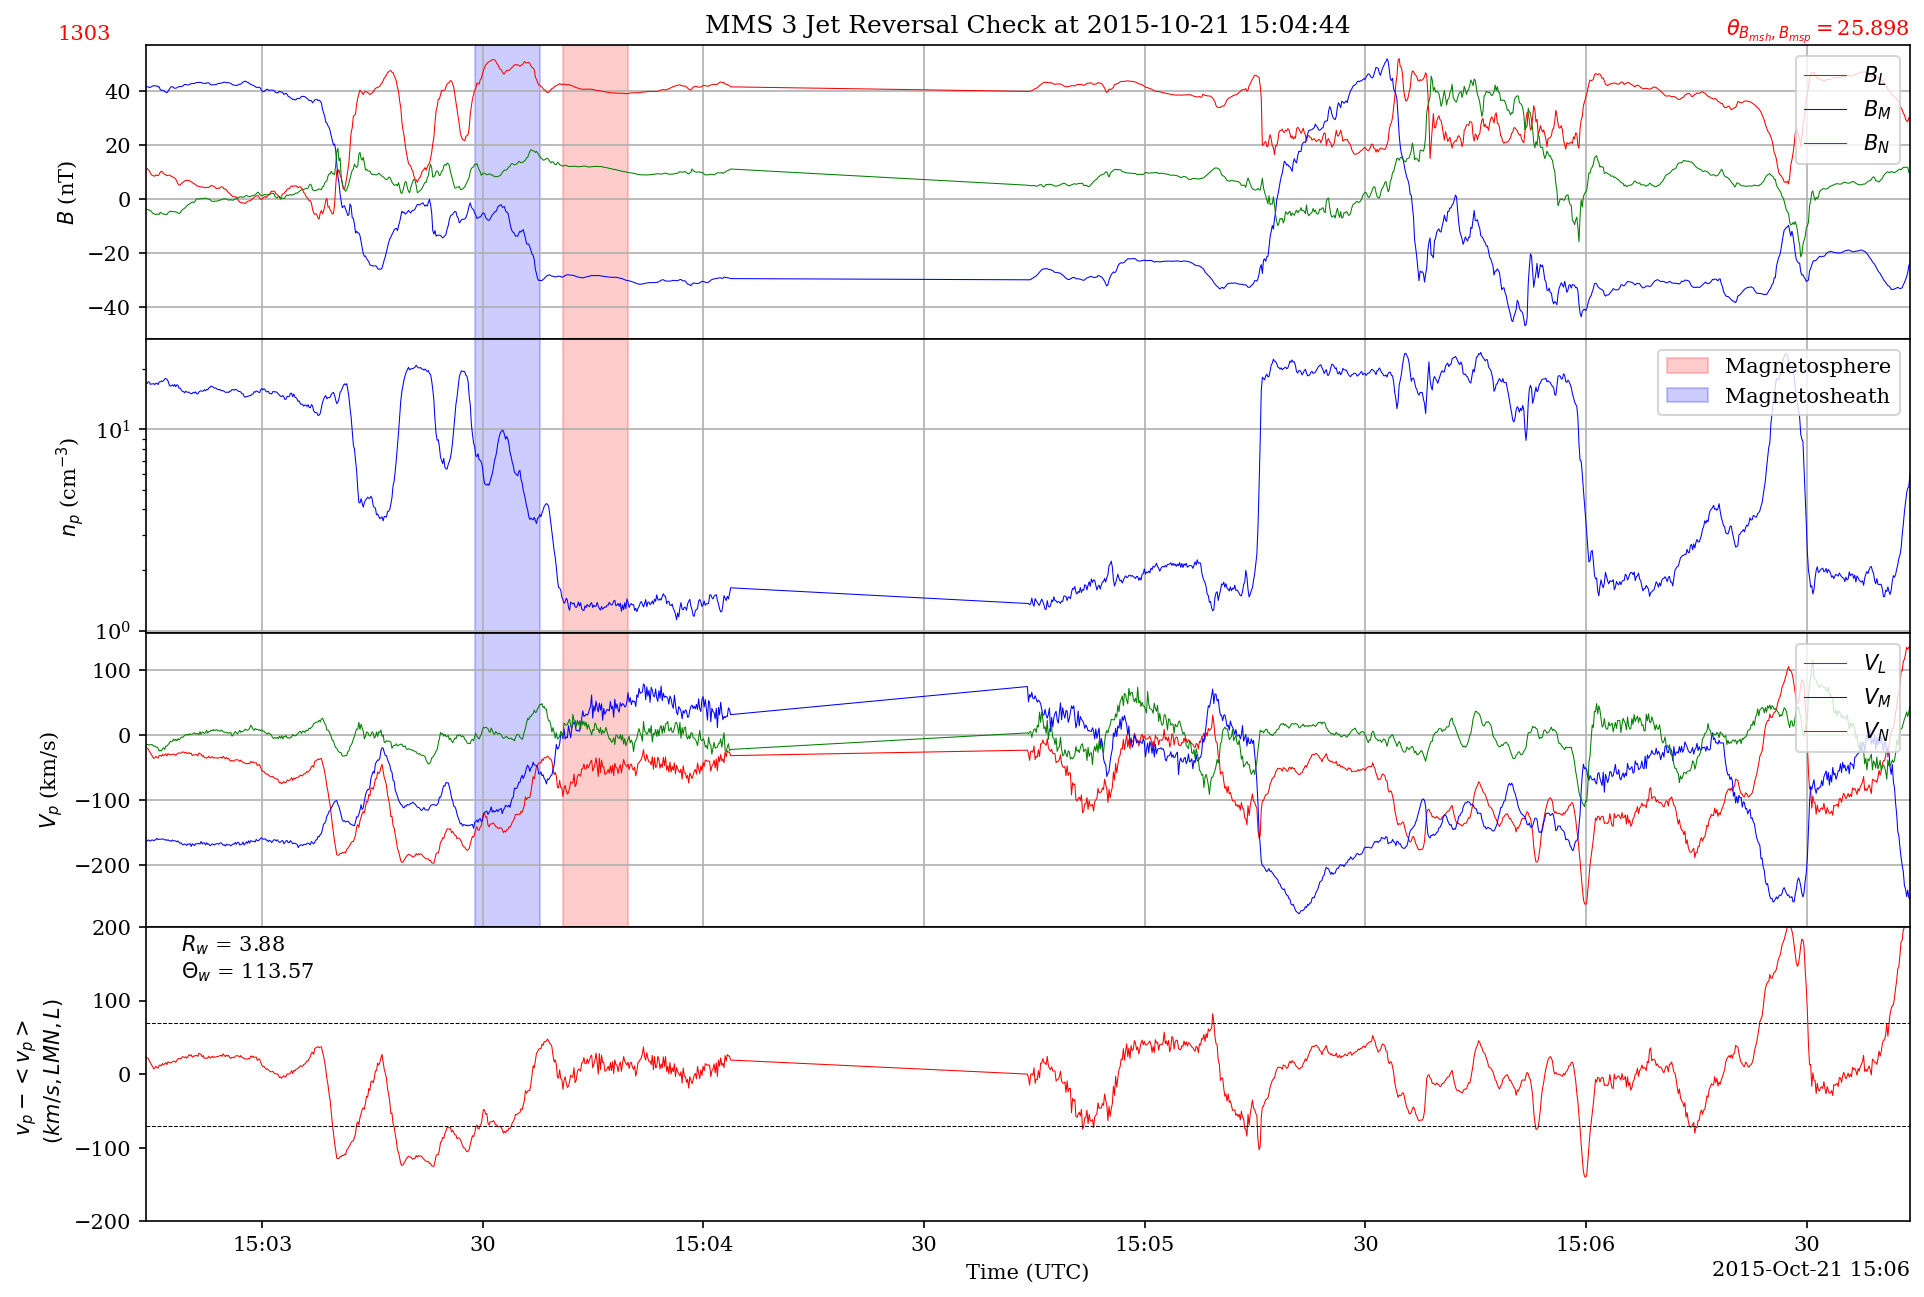 1303
MMS 3 Jet Reversal Check at 2015-10-21 15:04:44
θ_{B_{msh}, B_{msp}} = 25.898
40
20
0
−20
−40
B (nT)
B_L
B_M
B_N
10^1
10^0
n_p (cm^{−3})
Magnetosphere
Magnetosheath
100
0
−100
−200
V_p (km/s)
V_L
V_M
V_N
200
100
0
−100
−200
v_p − <v_p>
(km/s, LMN, L)
R_w = 3.88
Θ_w = 113.57
15:03 30 15:04 30 15:05 30 15:06 30
Time (UTC)
2015-Oct-21 15:06